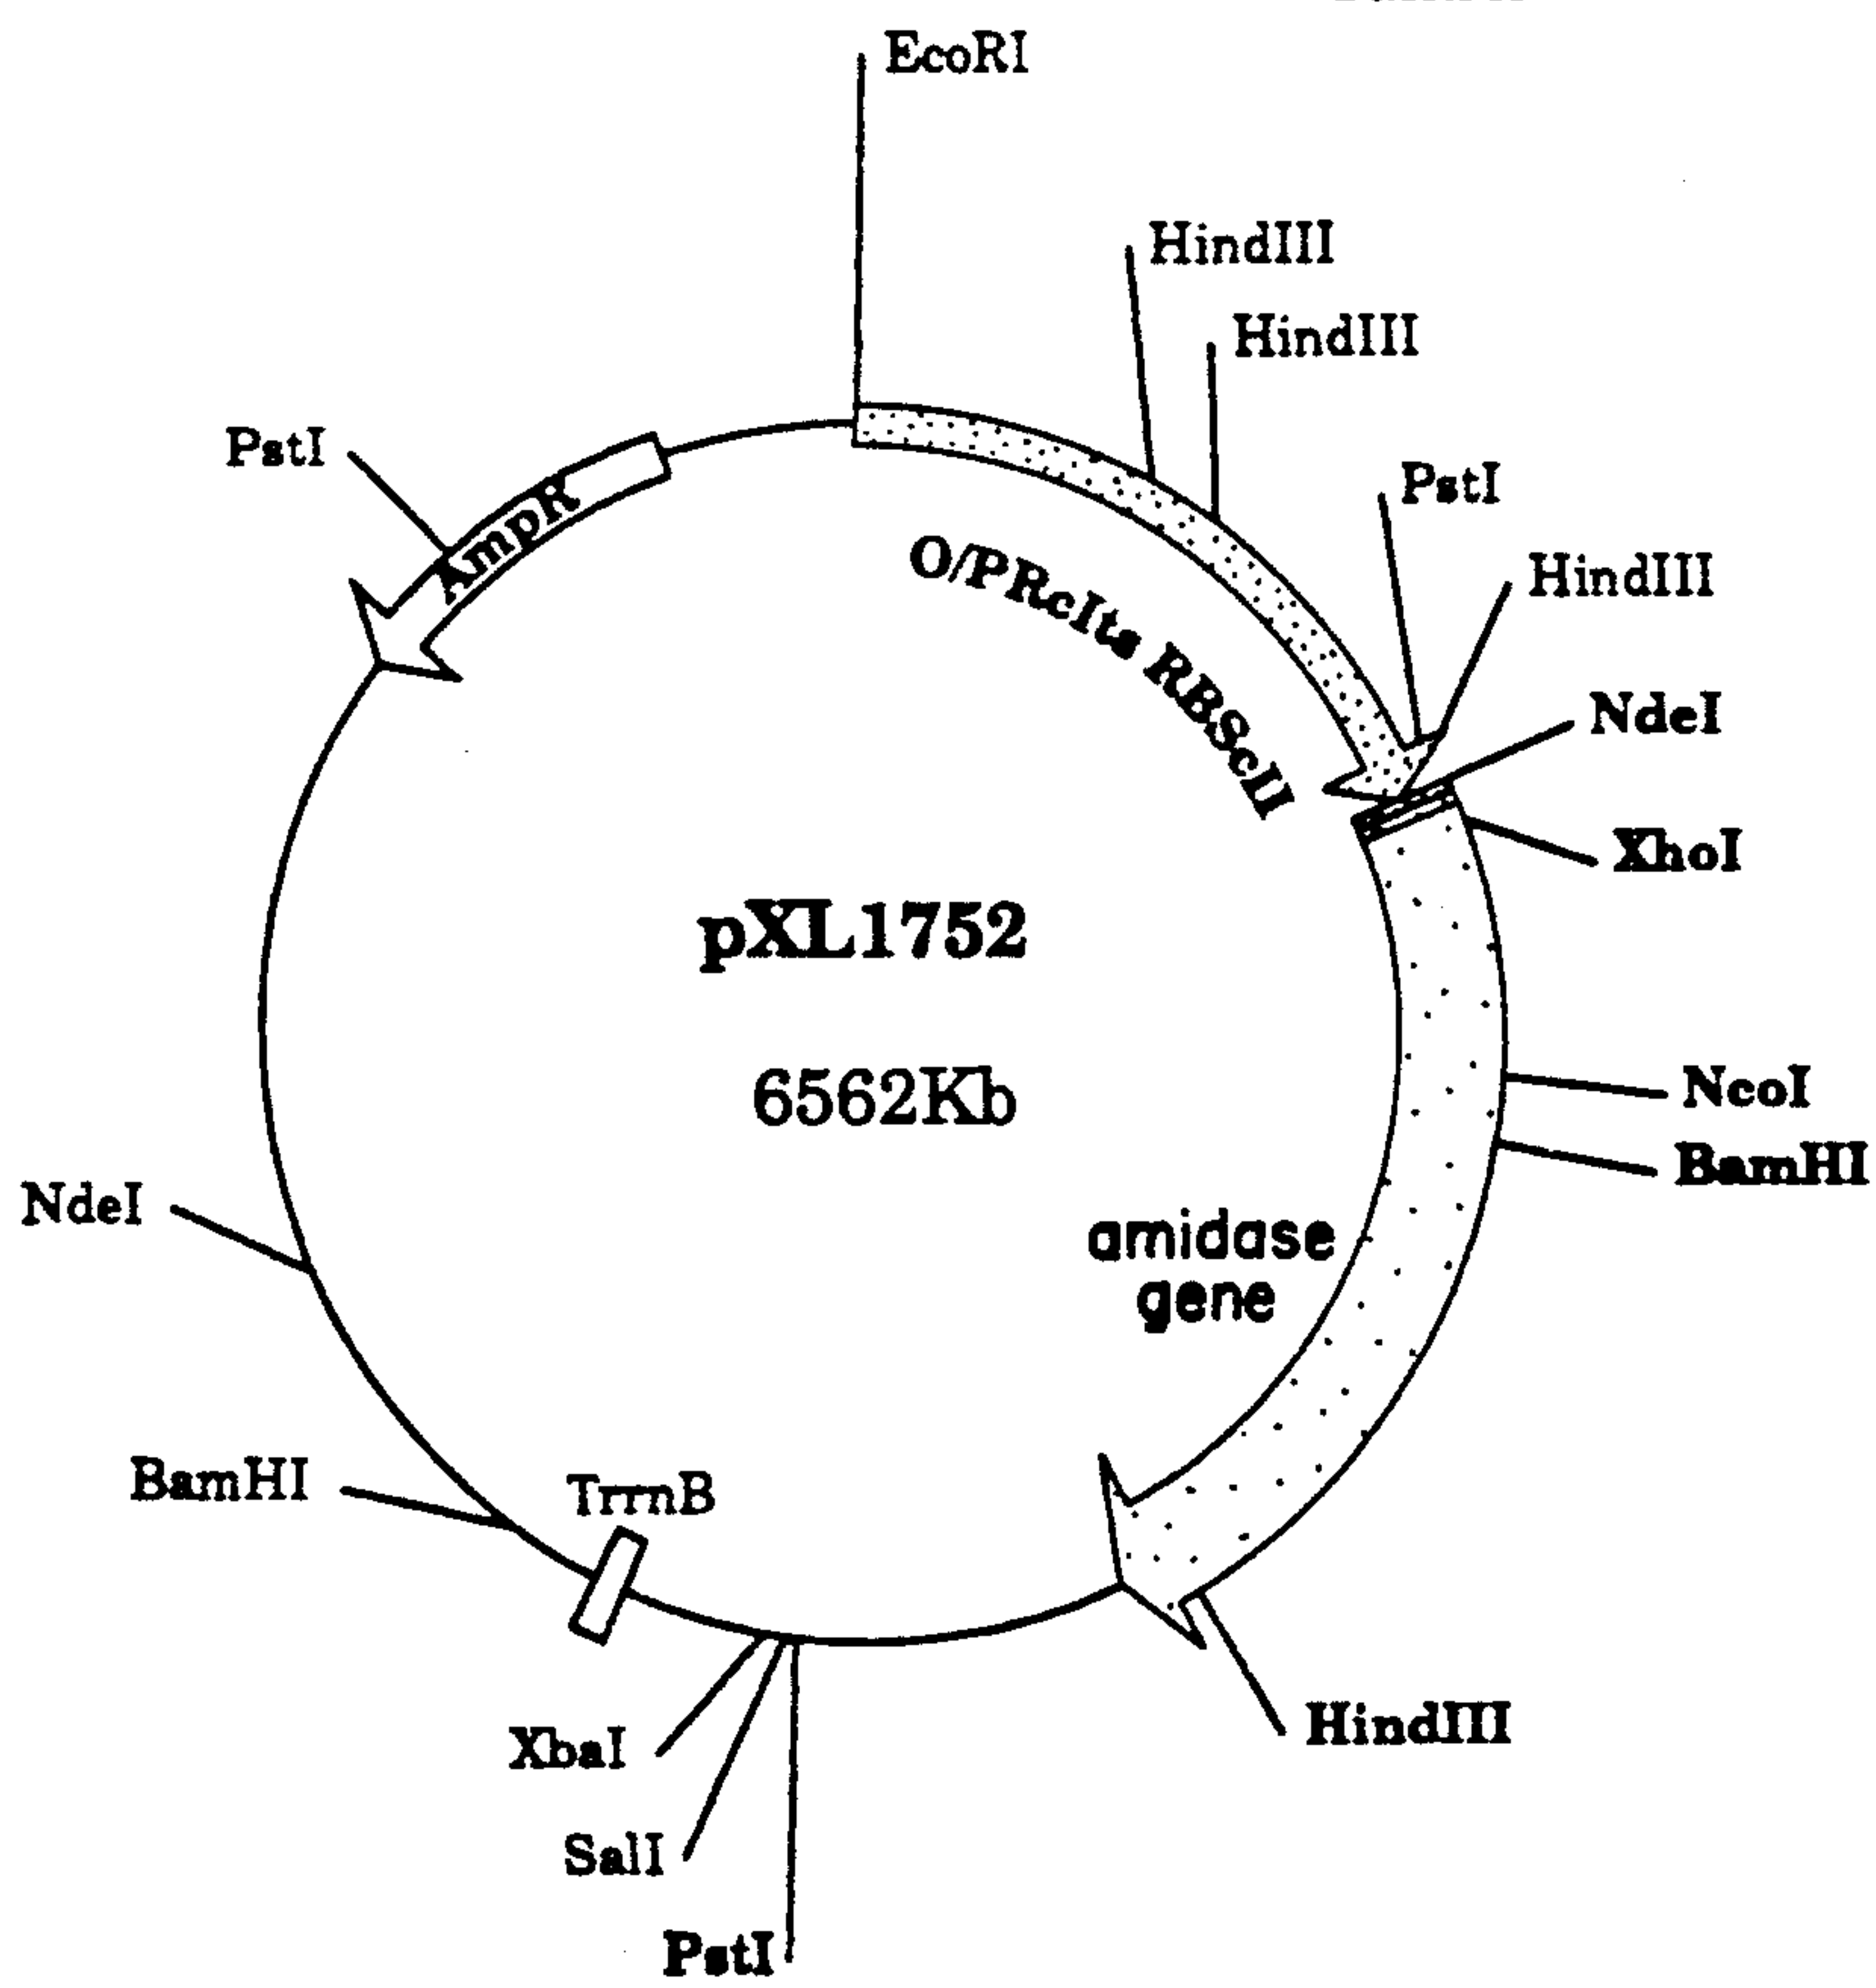 EcoRI
HindIII
HindIII
PstI
PstI
HindIII
AmpR
O/PRcIts RBScII
NdeI
XhoI
pXL1752
6562Kb
NcoI
BamHI
NdeI
amidase
gene
BamHI
TrrnB
HindIII
XbaI
SalI
PstI